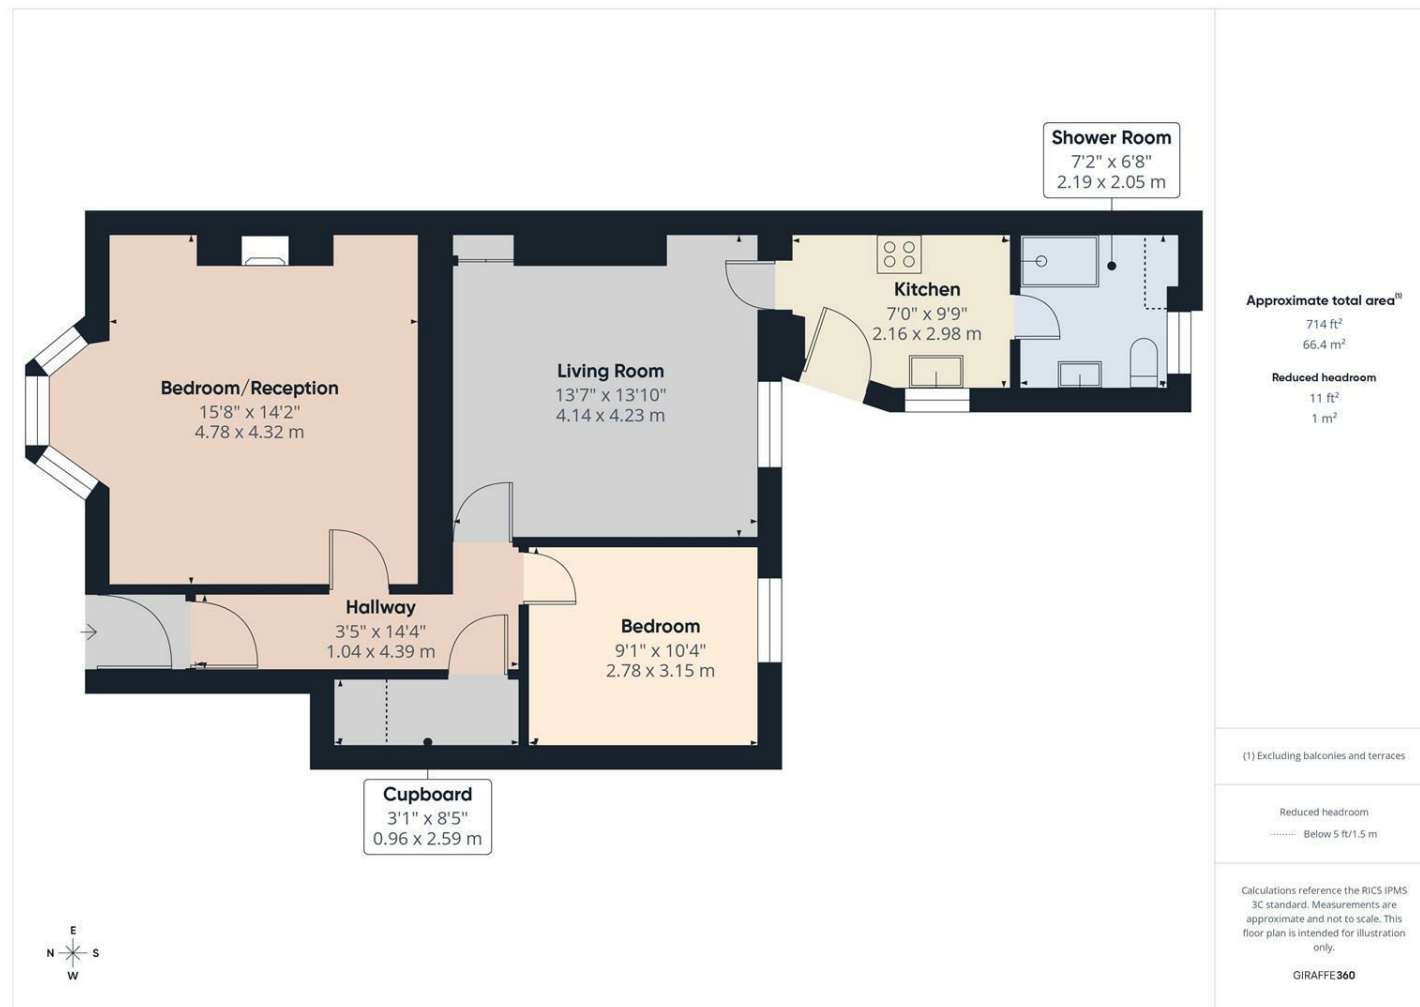 Shower Room
7'2" x 6'8"
2.19 x 2.05 m
Kitchen
7'0" x 9'9"
2.16 x 2.98 m
Living Room
13'7" x 13'10"
4.14 x 4.23 m
Bedroom/Reception
15'8" x 14'2"
4.78 x 4.32 m
Hallway
3'5" x 14'4"
1.04 x 4.39 m
Bedroom
9'1" x 10'4"
2.78 x 3.15 m
Cupboard
3'1" x 8'5"
0.96 x 2.59 m
E
N S
W
Approximate total area(1)
714 ft²
66.4 m²
Reduced headroom
11 ft²
1 m²
(1) Excluding balconies and terraces
Reduced headroom
Below 5 ft/1.5 m
Calculations reference the RICS IPMS
3C standard. Measurements are
approximate and not to scale. This
floor plan is intended for illustration
only.
GIRAFFE360